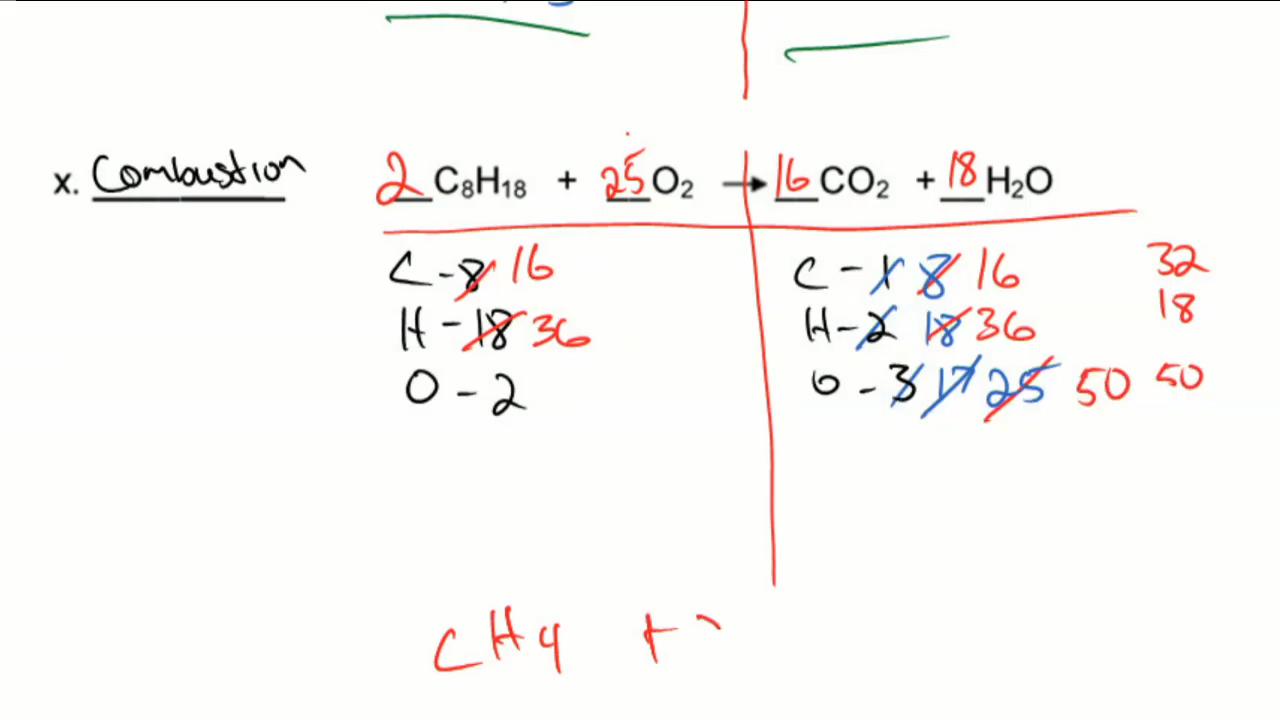 x. Combustion 2 C8H18 + 25 O2 → 16 CO2 + 18 H2O
C - 8 16 C - 1 8 16 32
H - 18 36 H - 2 18 36 18
O - 2 O - 3 17 25 50 50
CH4 +